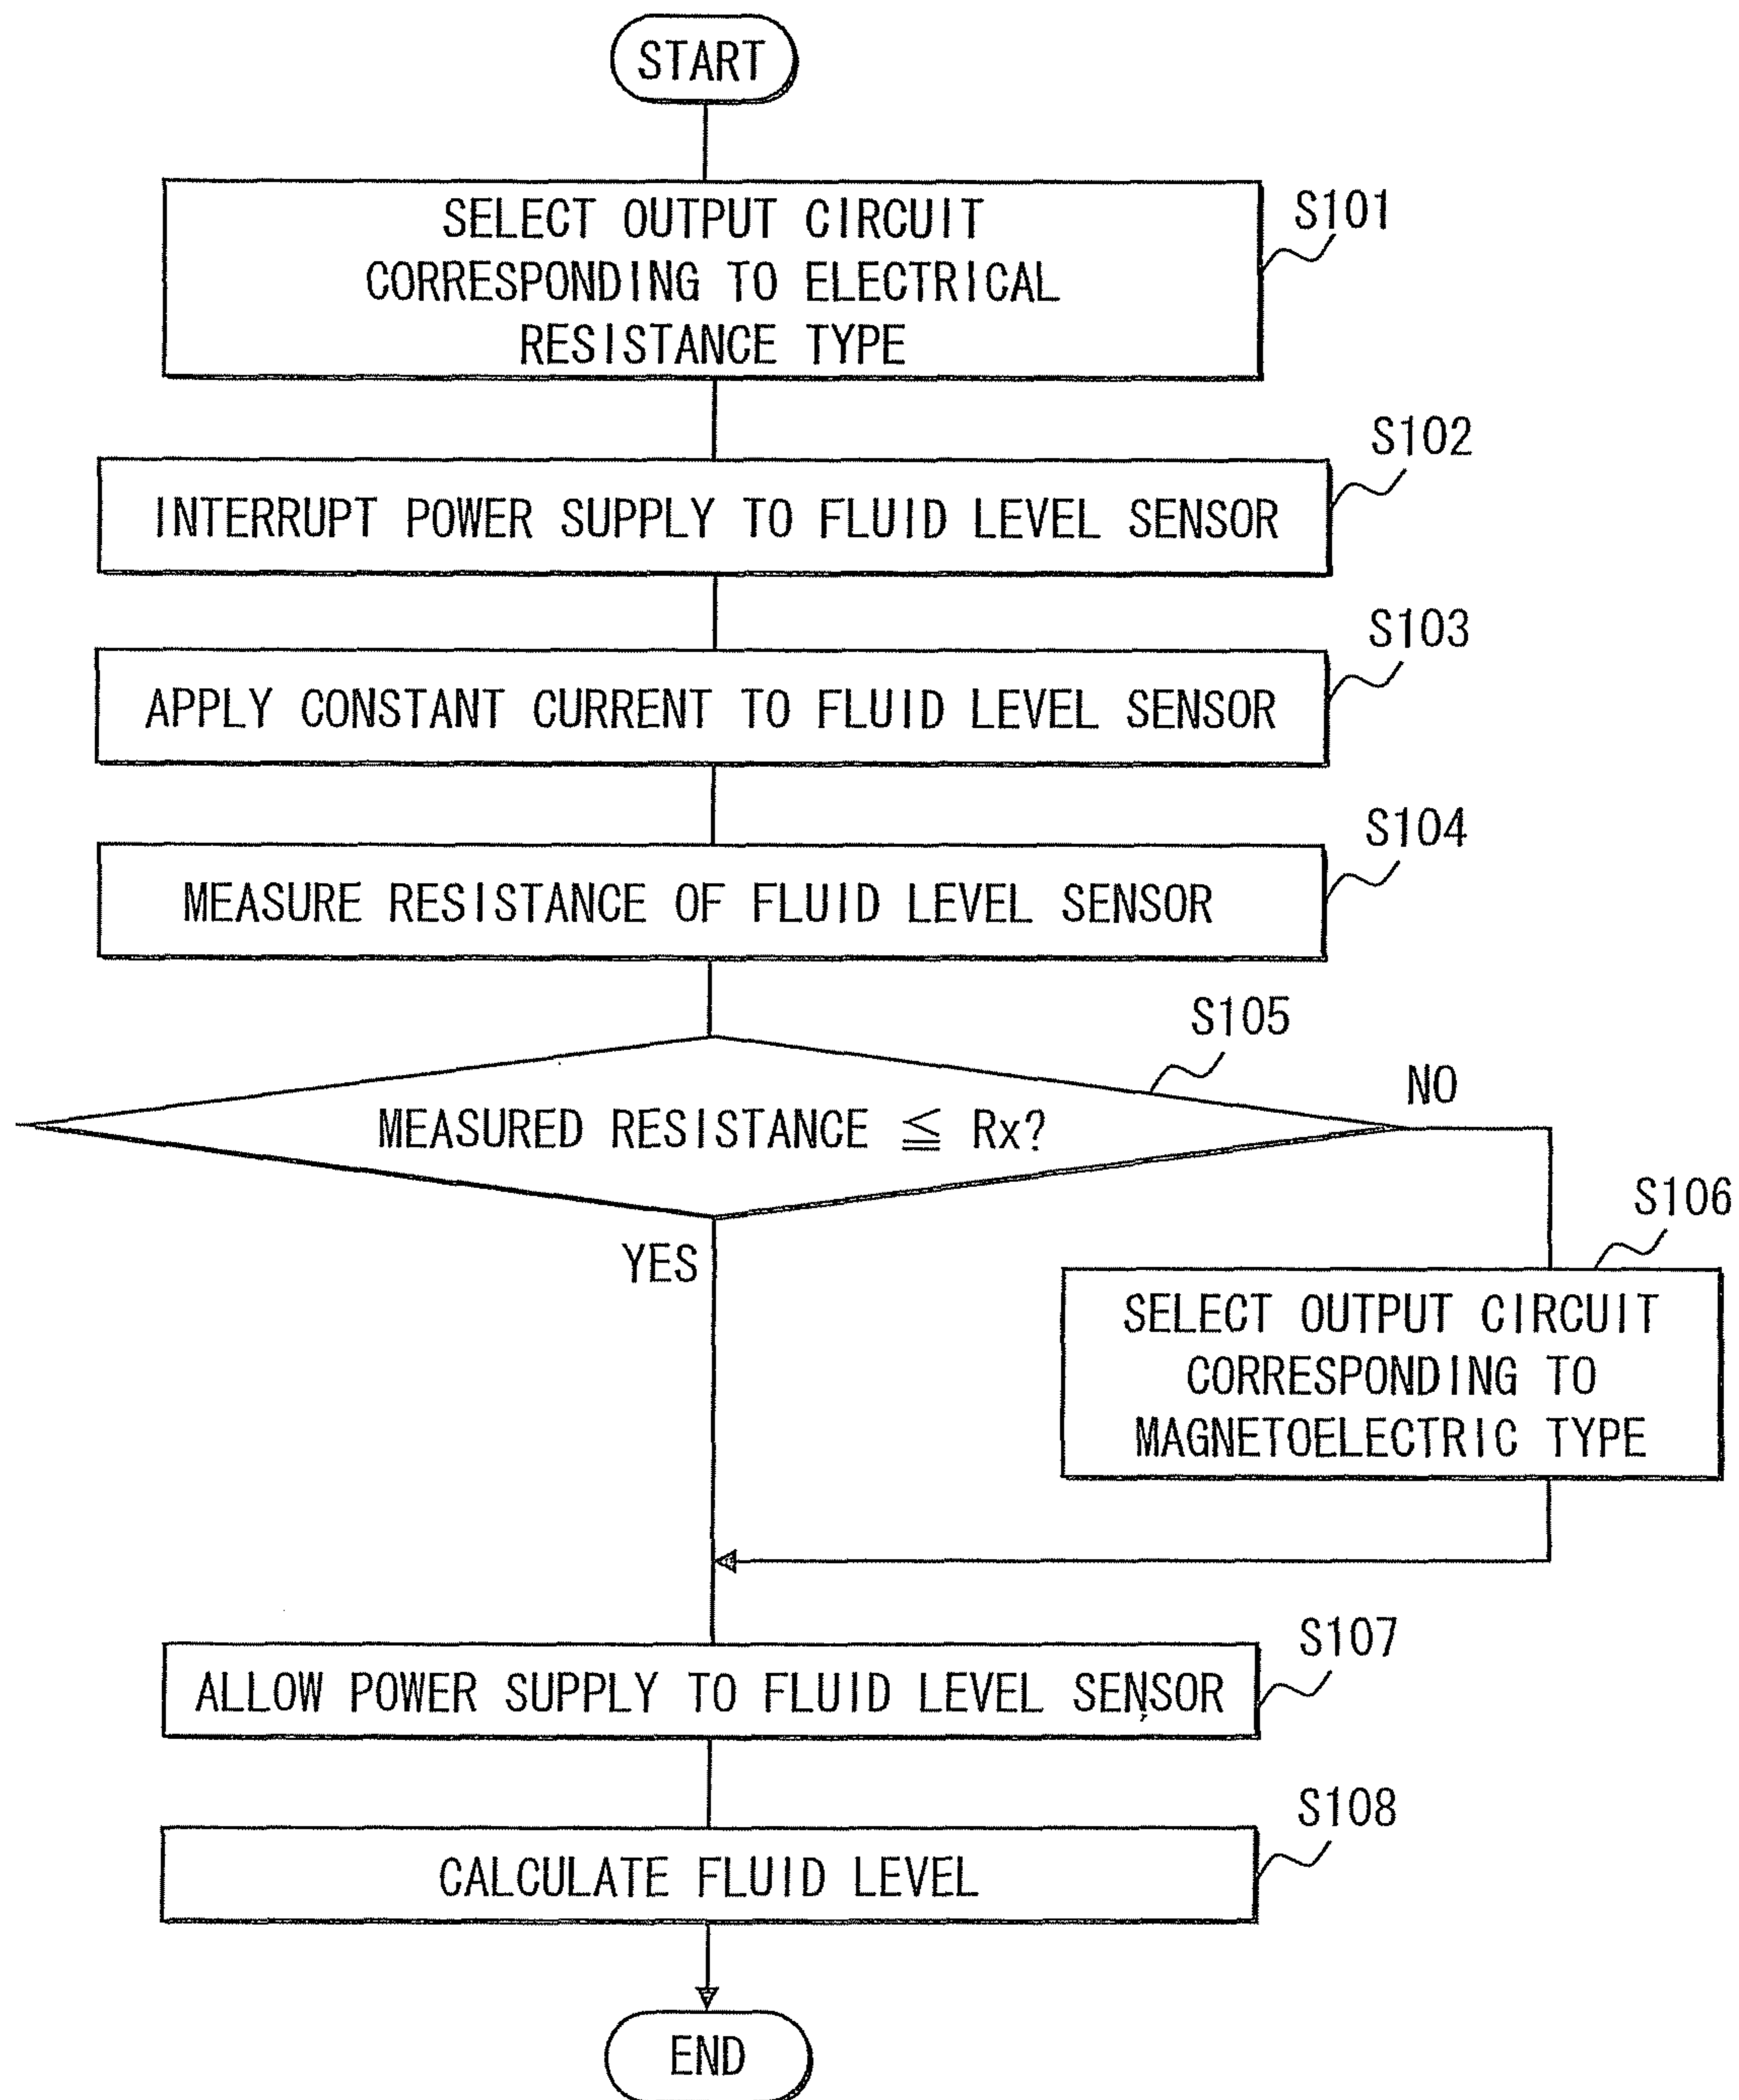 START
SELECT OUTPUT CIRCUIT
CORRESPONDING TO ELECTRICAL
RESISTANCE TYPE
S101
INTERRUPT POWER SUPPLY TO FLUID LEVEL SENSOR
S102
APPLY CONSTANT CURRENT TO FLUID LEVEL SENSOR
S103
MEASURE RESISTANCE OF FLUID LEVEL SENSOR
S104
MEASURED RESISTANCE ≦ Rx?
S105
NO
YES
S106
SELECT OUTPUT CIRCUIT
CORRESPONDING TO
MAGNETOELECTRIC TYPE
ALLOW POWER SUPPLY TO FLUID LEVEL SENSOR
S107
CALCULATE FLUID LEVEL
S108
END